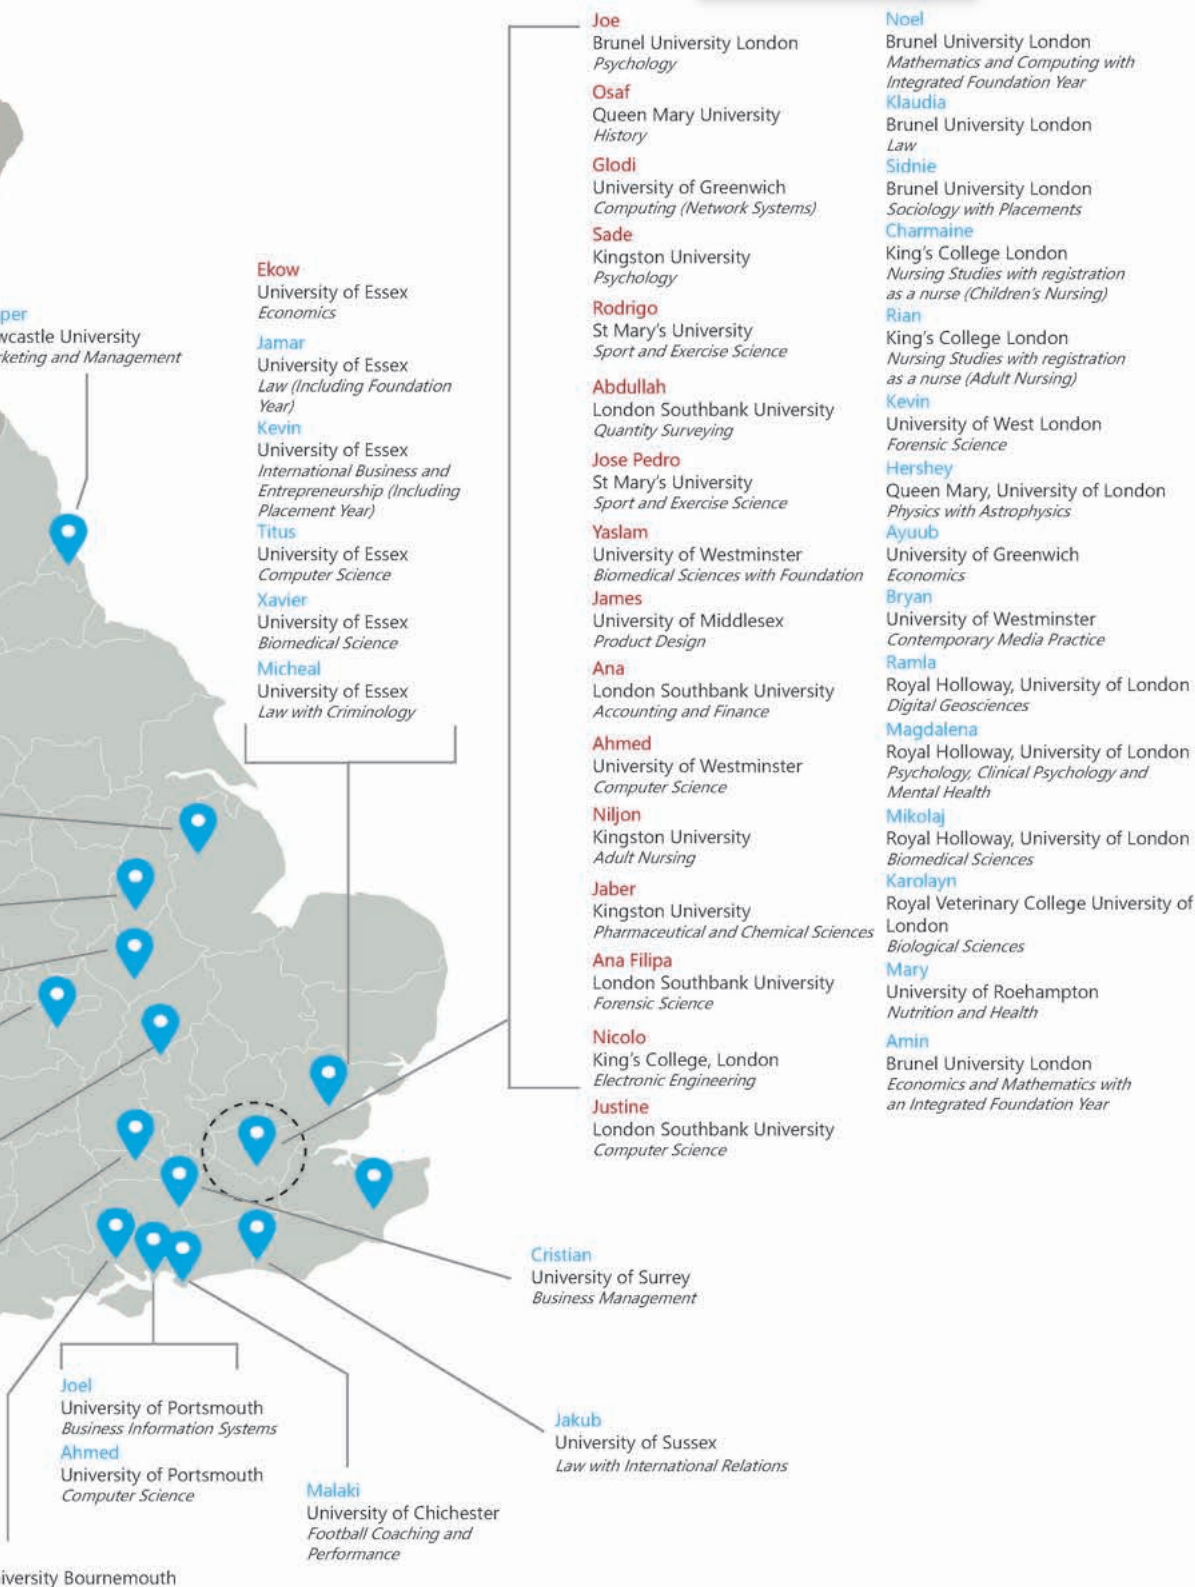 Joe
Brunel University London
Psychology
Osaf
Queen Mary University
History
Glodi
University of Greenwich
Computing (Network Systems)
Sade
Kingston University
Psychology
Rodrigo
St Mary's University
Sport and Exercise Science
Abdullah
London Southbank University
Quantity Surveying
Jose Pedro
St Mary's University
Sport and Exercise Science
Yaslam
University of Westminster
Biomedical Sciences with Foundation
James
University of Middlesex
Product Design
Ana
London Southbank University
Accounting and Finance
Ahmed
University of Westminster
Computer Science
Niljon
Kingston University
Adult Nursing
Jaber
Kingston University
Pharmaceutical and Chemical Sciences
Ana Filipa
London Southbank University
Forensic Science
Nicolo
King's College, London
Electronic Engineering
Justine
London Southbank University
Computer Science
Noel
Brunel University London
Mathematics and Computing with
Integrated Foundation Year
Klaudia
Brunel University London
Law
Sidnie
Brunel University London
Sociology with Placements
Charmaine
King's College London
Nursing Studies with registration
as a nurse (Children's Nursing)
Rian
King's College London
Nursing Studies with registration
as a nurse (Adult Nursing)
Kevin
University of West London
Forensic Science
Hershey
Queen Mary, University of London
Physics with Astrophysics
Ayuub
University of Greenwich
Economics
Bryan
University of Westminster
Contemporary Media Practice
Ramla
Royal Holloway, University of London
Digital Geosciences
Magdalena
Royal Holloway, University of London
Psychology, Clinical Psychology and
Mental Health
Mikolaj
Royal Holloway, University of London
Biomedical Sciences
Karolayn
Royal Veterinary College University of
London
Biological Sciences
Mary
University of Roehampton
Nutrition and Health
Amin
Brunel University London
Economics and Mathematics with
an Integrated Foundation Year
Ekow
University of Essex
Economics
Jamar
University of Essex
Law (Including Foundation
Year)
Kevin
University of Essex
International Business and
Entrepreneurship (Including
Placement Year)
Titus
University of Essex
Computer Science
Xavier
University of Essex
Biomedical Science
Micheal
University of Essex
Law with Criminology
per
wcastle University
rketing and Management
Cristian
University of Surrey
Business Management
Jakub
University of Sussex
Law with International Relations
Joel
University of Portsmouth
Business Information Systems
Ahmed
University of Portsmouth
Computer Science
Malaki
University of Chichester
Football Coaching and
Performance
iversity Bournemouth